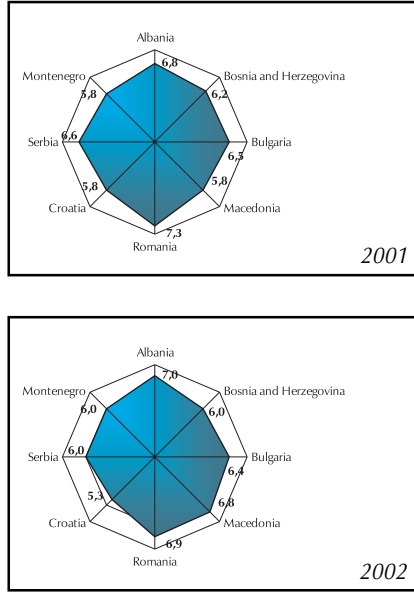 Albania
6,8
Montenegro
Bosnia and Herzegovina
5,8
6,2
Serbia
6,6
Bulgaria
6,5
5,8
5,8
Croatia
Macedonia
7,3
Romania
2001
Albania
7,0
Montenegro
Bosnia and Herzegovina
6,0
6,0
Serbia
6,0
Bulgaria
6,4
5,3
6,8
Croatia
Macedonia
6,9
Romania
2002